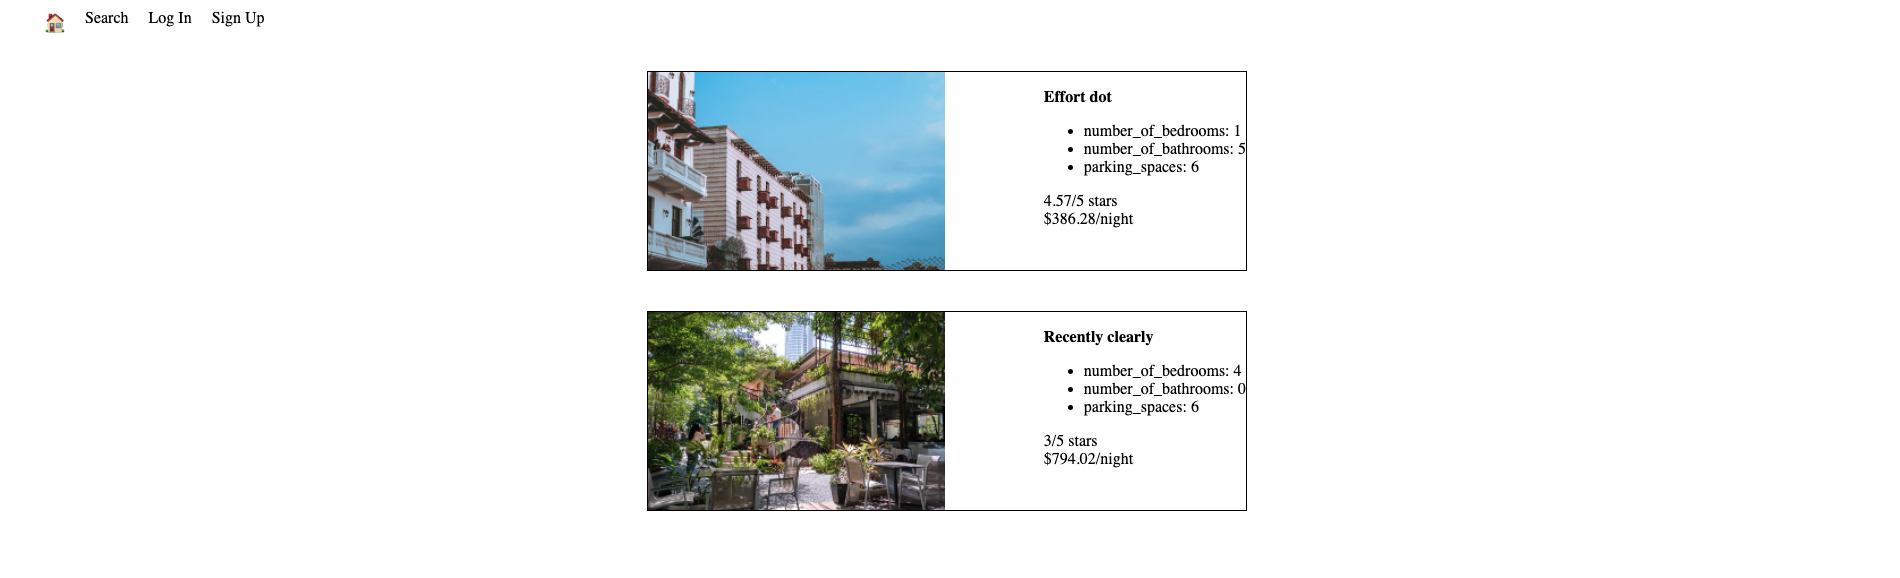 Search Log In Sign Up
Effort dot
number_of_bedrooms: 1
number_of_bathrooms: 5
parking_spaces: 6
4.57/5 stars
$386.28/night
Recently clearly
number_of_bedrooms: 4
number_of_bathrooms: 0
parking_spaces: 6
3/5 stars
$794.02/night